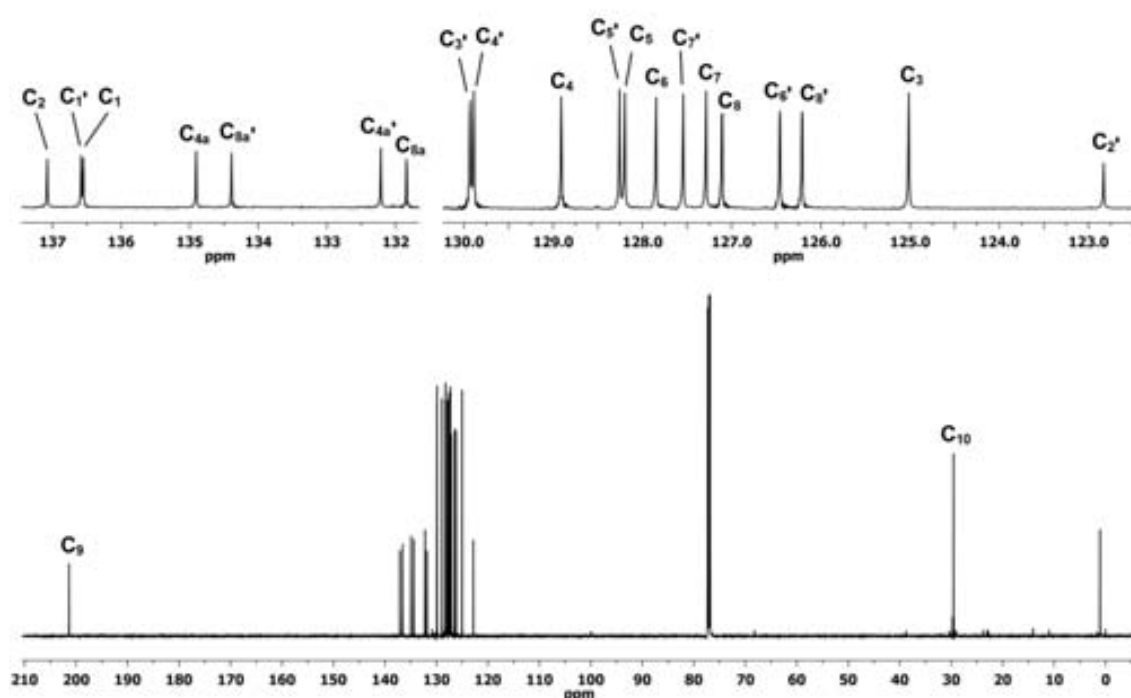 C₂ C₁' C₁ C₄ₐ C₈ₐ' C₄ₐ' C₈ₐ
137 136 135 134 133 132
ppm
C₃' C₄' C₄ C₅' C₅ C₆ C₇' C₇ C₈ C₆' C₈' C₃ C₂'
130.0 129.0 128.0 127.0 126.0 125.0 124.0 123.0
ppm
C₉ C₁₀
210 200 190 180 170 160 150 140 130 120 110 100 90 80 70 60 50 40 30 20 10 0
ppm